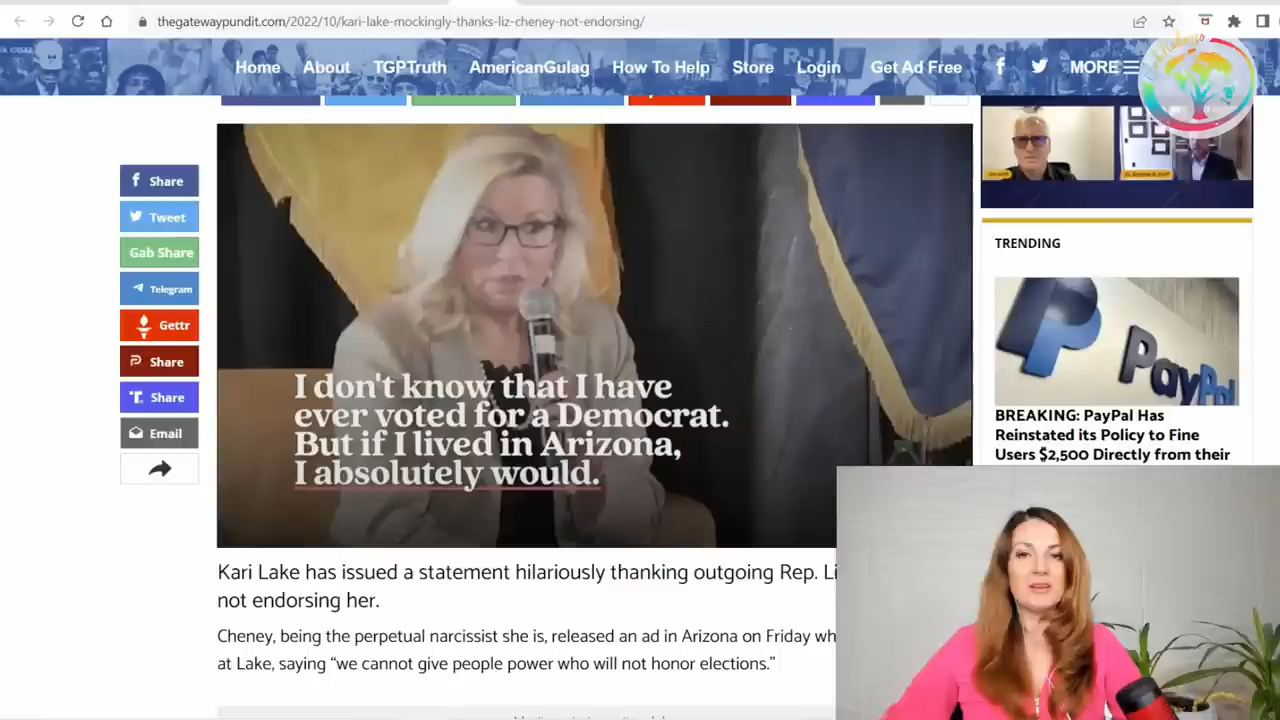 thegatewaypundit.com/2022/10/kari-lake-mockingly-thanks-liz-cheney-not-endorsing/
Home About TGPTruth AmericanGulag How To Help Store Login Get Ad Free MORE
Share
Tweet
Gab Share
Telegram
Gettr
Share
Share
Email
I don't know that I have
ever voted for a Democrat.
But if I lived in Arizona,
I absolutely would.
Kari Lake has issued a statement hilariously thanking outgoing Rep.
not endorsing her.
Cheney, being the perpetual narcissist she is, released an ad in Arizona on Friday
at Lake, saying “we cannot give people power who will not honor elections.”
TRENDING
PayPal
BREAKING: PayPal Has
Reinstated its Policy to Fine
Users $2,500 Directly from their